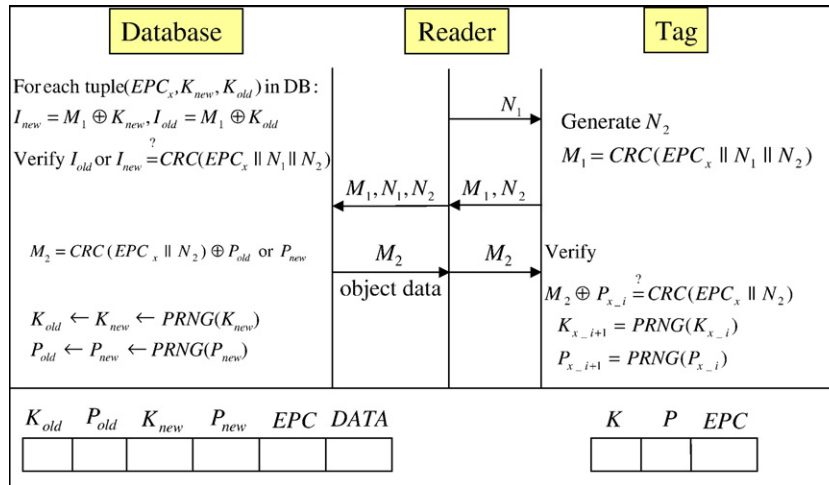 Database
Reader
Tag
For each tuple(EPC_x, K_new, K_old) in DB :
I_new = M_1 ⊕ K_new, I_old = M_1 ⊕ K_old
Verify I_old or I_new =? CRC(EPC_x || N_1 || N_2)
N_1
Generate N_2
M_1 = CRC(EPC_x || N_1 || N_2)
M_1, N_1, N_2
M_1, N_2
M_2 = CRC(EPC_x || N_2) ⊕ P_old or P_new
M_2
object data
M_2
Verify
M_2 ⊕ P_x_i =? CRC(EPC_x || N_2)
K_old ← K_new ← PRNG(K_new)
P_old ← P_new ← PRNG(P_new)
K_x_i+1 = PRNG(K_x_i)
P_x_i+1 = PRNG(P_x_i)
K_old P_old K_new P_new EPC DATA
K P EPC